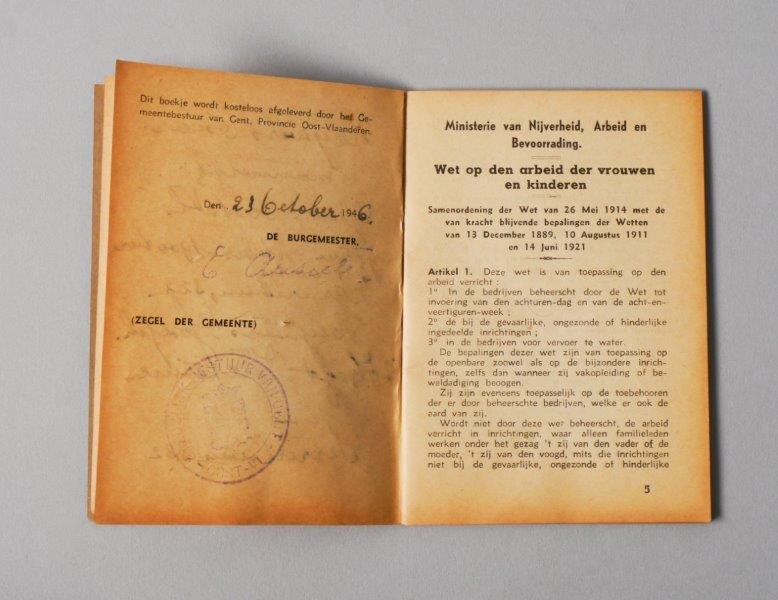 Dit boekje wordt kosteloos afgeleverd door het Ge-
meentebestuur van Gent, Provincie Oost-Vlaanderen.
Den 23 October 1946.
DE BURGEMEESTER,
(ZEGEL DER GEMEENTE)
Ministerie van Nijverheid, Arbeid en
Bevoorrading.
Wet op den arbeid der vrouwen
en kinderen
Samenordening der Wet van 26 Mei 1914 met de
van kracht blijvende bepalingen der Wetten
van 13 December 1889, 10 Augustus 1911
en 14 Juni 1921
Artikel 1. Deze wet is van toepassing op den
arbeid verricht :
1° In de bedrijven beheerscht door de Wet tot
invoering van den achturen-dag en van de acht-en-
veertiguren-week ;
2° de bij de gevaarlijke, ongezonde of hinderlijke
ingedeelde inrichtingen ;
3° in de bedrijven voor vervoer te water.
De bepalingen dezer wet zijn van toepassing op
de openbare zoowel als op de bijzondere inrich-
tingen, zelfs dan wanneer zij vakopleiding of be-
weldadiging beoogen.
Zij zijn eveneens toepasselijk op de toebehooren
der er door beheerschte bedrijven, welke er ook de
aard van zij.
Wordt niet door deze wet beheerscht, de arbeid
verricht in inrichtingen, waar alleen familieleden
werken onder het gezag 't zij van den vader of de
moeder, 't zij van den voogd, mits die inrichtingen
niet bij de gevaarlijke, ongezonde of hinderlijke
5